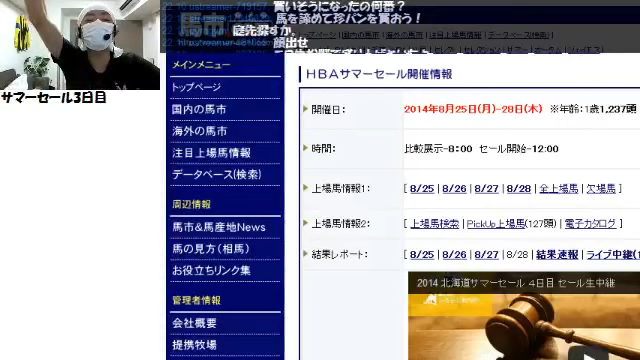 買いそうになったの何番？
馬を諦めて珍パンを買おう！
庭先探すか
顔出せ
サマーセール3日目
メインメニュー
トップページ
国内の馬市
海外の馬市
注目上場馬情報
データベース(検索)
周辺情報
馬市＆馬産地News
馬の見方(相馬)
お役立ちリンク集
管理者情報
会社概要
提携牧場
HBAサマーセール開催情報
開催日: 2014年8月25日(月)-28日(木) ※年齢:1歳1,237頭
時間: 比較展示-8:00 セール開始-12:00
上場馬情報1: [ 8/25 | 8/26 | 8/27 | 8/28 | 全上場馬 | 欠場馬 ]
上場馬情報2: [ 上場馬検索 | PickUp上場馬(127頭) | 電子カタログ ]
結果レポート: [ 8/25 | 8/26 | 8/27 | 8/28 | 結果速報 | ライブ中継(
2014 北海道サマーセール 4日目 セール生中継